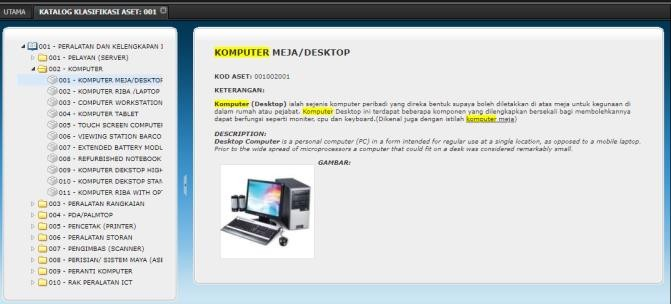 UTAMA
KATALOG KLASIFIKASI ASET: 001
001 - PERALATAN DAN KELENGKAPAN I
001 - PELAYAN (SERVER)
002 - KOMPUTER
001 - KOMPUTER MEJA/DESKTOP
002 - KOMPUTER RIBA /LAPTOP
003 - COMPUTER WORKSTATION
004 - KOMPUTER TABLET
005 - TOUCH SCREEN COMPUTER
006 - VIEWING STATION BARCO
007 - EXTENDED BATTERY MODU
008 - REFURBISHED NOTEBOOK
009 - KOMPUTER DEKSTOP HIGH
010 - KOMPUTER DEKSTOP STAN
011 - KOMPUTER RIBA WITH OPT
003 - PERALATAN RANGKAIAN
004 - PDA/PALMTOP
005 - PENCETAK (PRINTER)
006 - PERALATAN STORAN
007 - PENGIMBAS (SCANNER)
008 - PERISIAN/ SISTEM MAYA (ASE
009 - PERANTI KOMPUTER
010 - RAK PERALATAN ICT
KOMPUTER MEJA/DESKTOP
KOD ASET: 001002001
KETERANGAN:
Komputer (Desktop) ialah sejenis komputer peribadi yang direka bentuk supaya boleh diletakkan di atas meja untuk kegunaan di
dalam rumah atau pejabat. Komputer Desktop ini terdapat beberapa komponen yang dilengkapkan bersekali bagi membolehkannya
dapat berfungsi seperti moniter, cpu dan keyboard.(Dikenal juga dengan istilah komputer meja)
DESCRIPTION:
Desktop Computer is a personal computer (PC) in a form intended for regular use at a single location, as opposed to a mobile laptop.
Prior to the wide spread of microprocessors a computer that could fit on a desk was considered remarkably small.
GAMBAR: